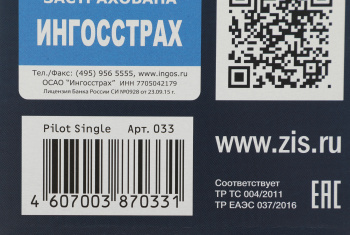 ЗАСТРАХОВАНА
ИНГОССТРАХ
Тел./Факс: (495) 956 5555, www.ingos.ru
ОСАО "Ингосстрах" ИНН 7705042179
Лицензия Банка России СИ №0928 от 23.09.15 г.
Pilot Single Арт. 033
4 607003 870331
www.zis.ru
Соответствует
ТР ТС 004/2011
ТР ЕАЭС 037/2016
ЕАС